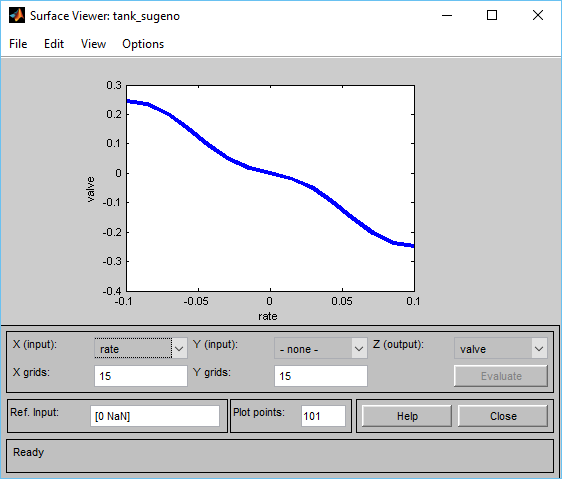 Surface Viewer: tank_sugeno
File Edit View Options
0.3
0.2
0.1
0
-0.1
-0.2
-0.3
-0.4
valve
-0.1 -0.05 0 0.05 0.1
rate
X (input): rate Y (input): - none - Z (output): valve
X grids: 15 Y grids: 15 Evaluate
Ref. Input: [0 NaN] Plot points: 101 Help Close
Ready